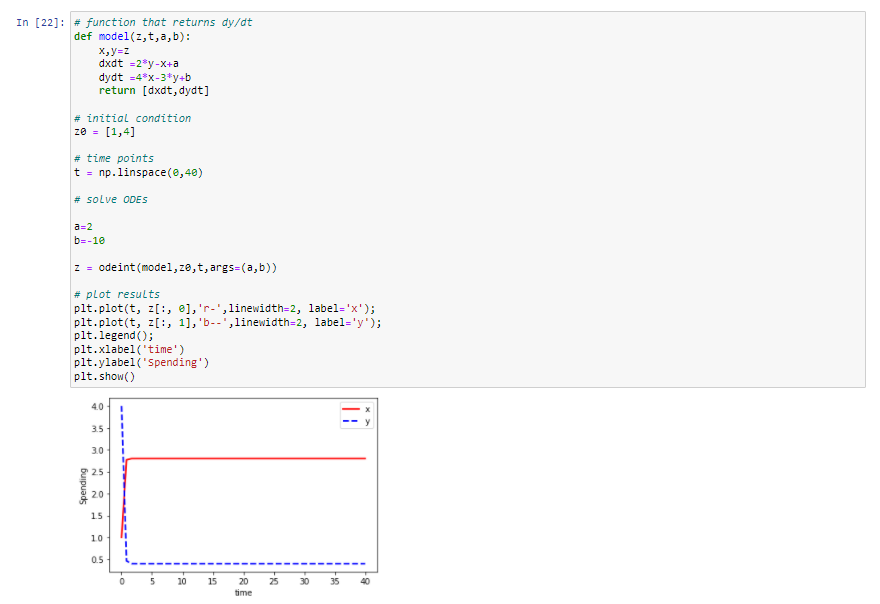 In [22]: # function that returns dy/dt
def model(z,t,a,b):
    x,y=z
    dxdt =2*y-x+a
    dydt =4*x-3*y+b
    return [dxdt,dydt]
# initial condition
z0 = [1,4]
# time points
t = np.linspace(0,40)
# solve ODEs
a=2
b=-10
z = odeint(model,z0,t,args=(a,b))
# plot results
plt.plot(t, z[:, 0],'r-',linewidth=2, label='x');
plt.plot(t, z[:, 1],'b--',linewidth=2, label='y');
plt.legend();
plt.xlabel('time')
plt.ylabel('Spending')
plt.show()
x
y
4.0
3.5
3.0
2.5
2.0
1.5
1.0
0.5
Spending
0 5 10 15 20 25 30 35 40
time